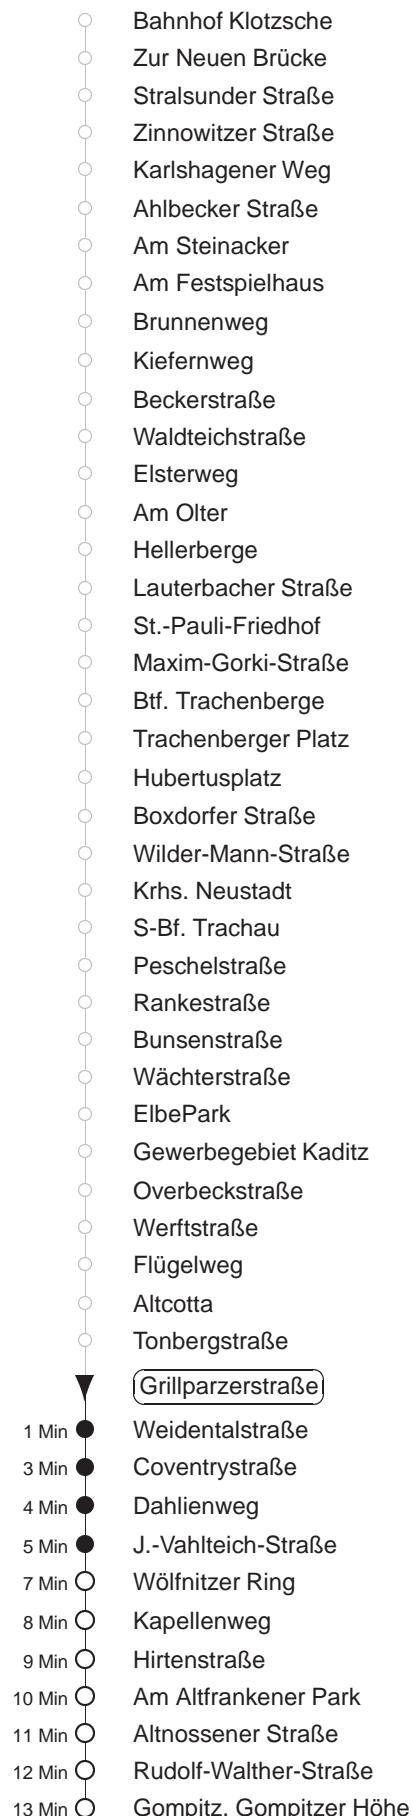 Bahnhof Klotzsche
Zur Neuen Brücke
Stralsunder Straße
Zinnowitzer Straße
Karlshagener Weg
Ahlbecker Straße
Am Steinacker
Am Festspielhaus
Brunnenweg
Kiefernweg
Beckerstraße
Waldteichstraße
Elsterweg
Am Olter
Hellerberge
Lauterbacher Straße
St.-Pauli-Friedhof
Maxim-Gorki-Straße
Btf. Trachenberge
Trachenberger Platz
Hubertusplatz
Boxdorfer Straße
Wilder-Mann-Straße
Krhs. Neustadt
S-Bf. Trachau
Peschelstraße
Rankestraße
Bunsenstraße
Wächterstraße
ElbePark
Gewerbegebiet Kaditz
Overbeckstraße
Werftstraße
Flügelweg
Altcotta
Tonbergstraße
Grillparzerstraße
1 Min Weidentalstraße
3 Min Coventrystraße
4 Min Dahlienweg
5 Min J.-Vahlteich-Straße
7 Min Wölfnitzer Ring
8 Min Kapellenweg
9 Min Hirtenstraße
10 Min Am Altfrankener Park
11 Min Altnossener Straße
12 Min Rudolf-Walther-Straße
13 Min Gompitz, Gompitzer Höhe